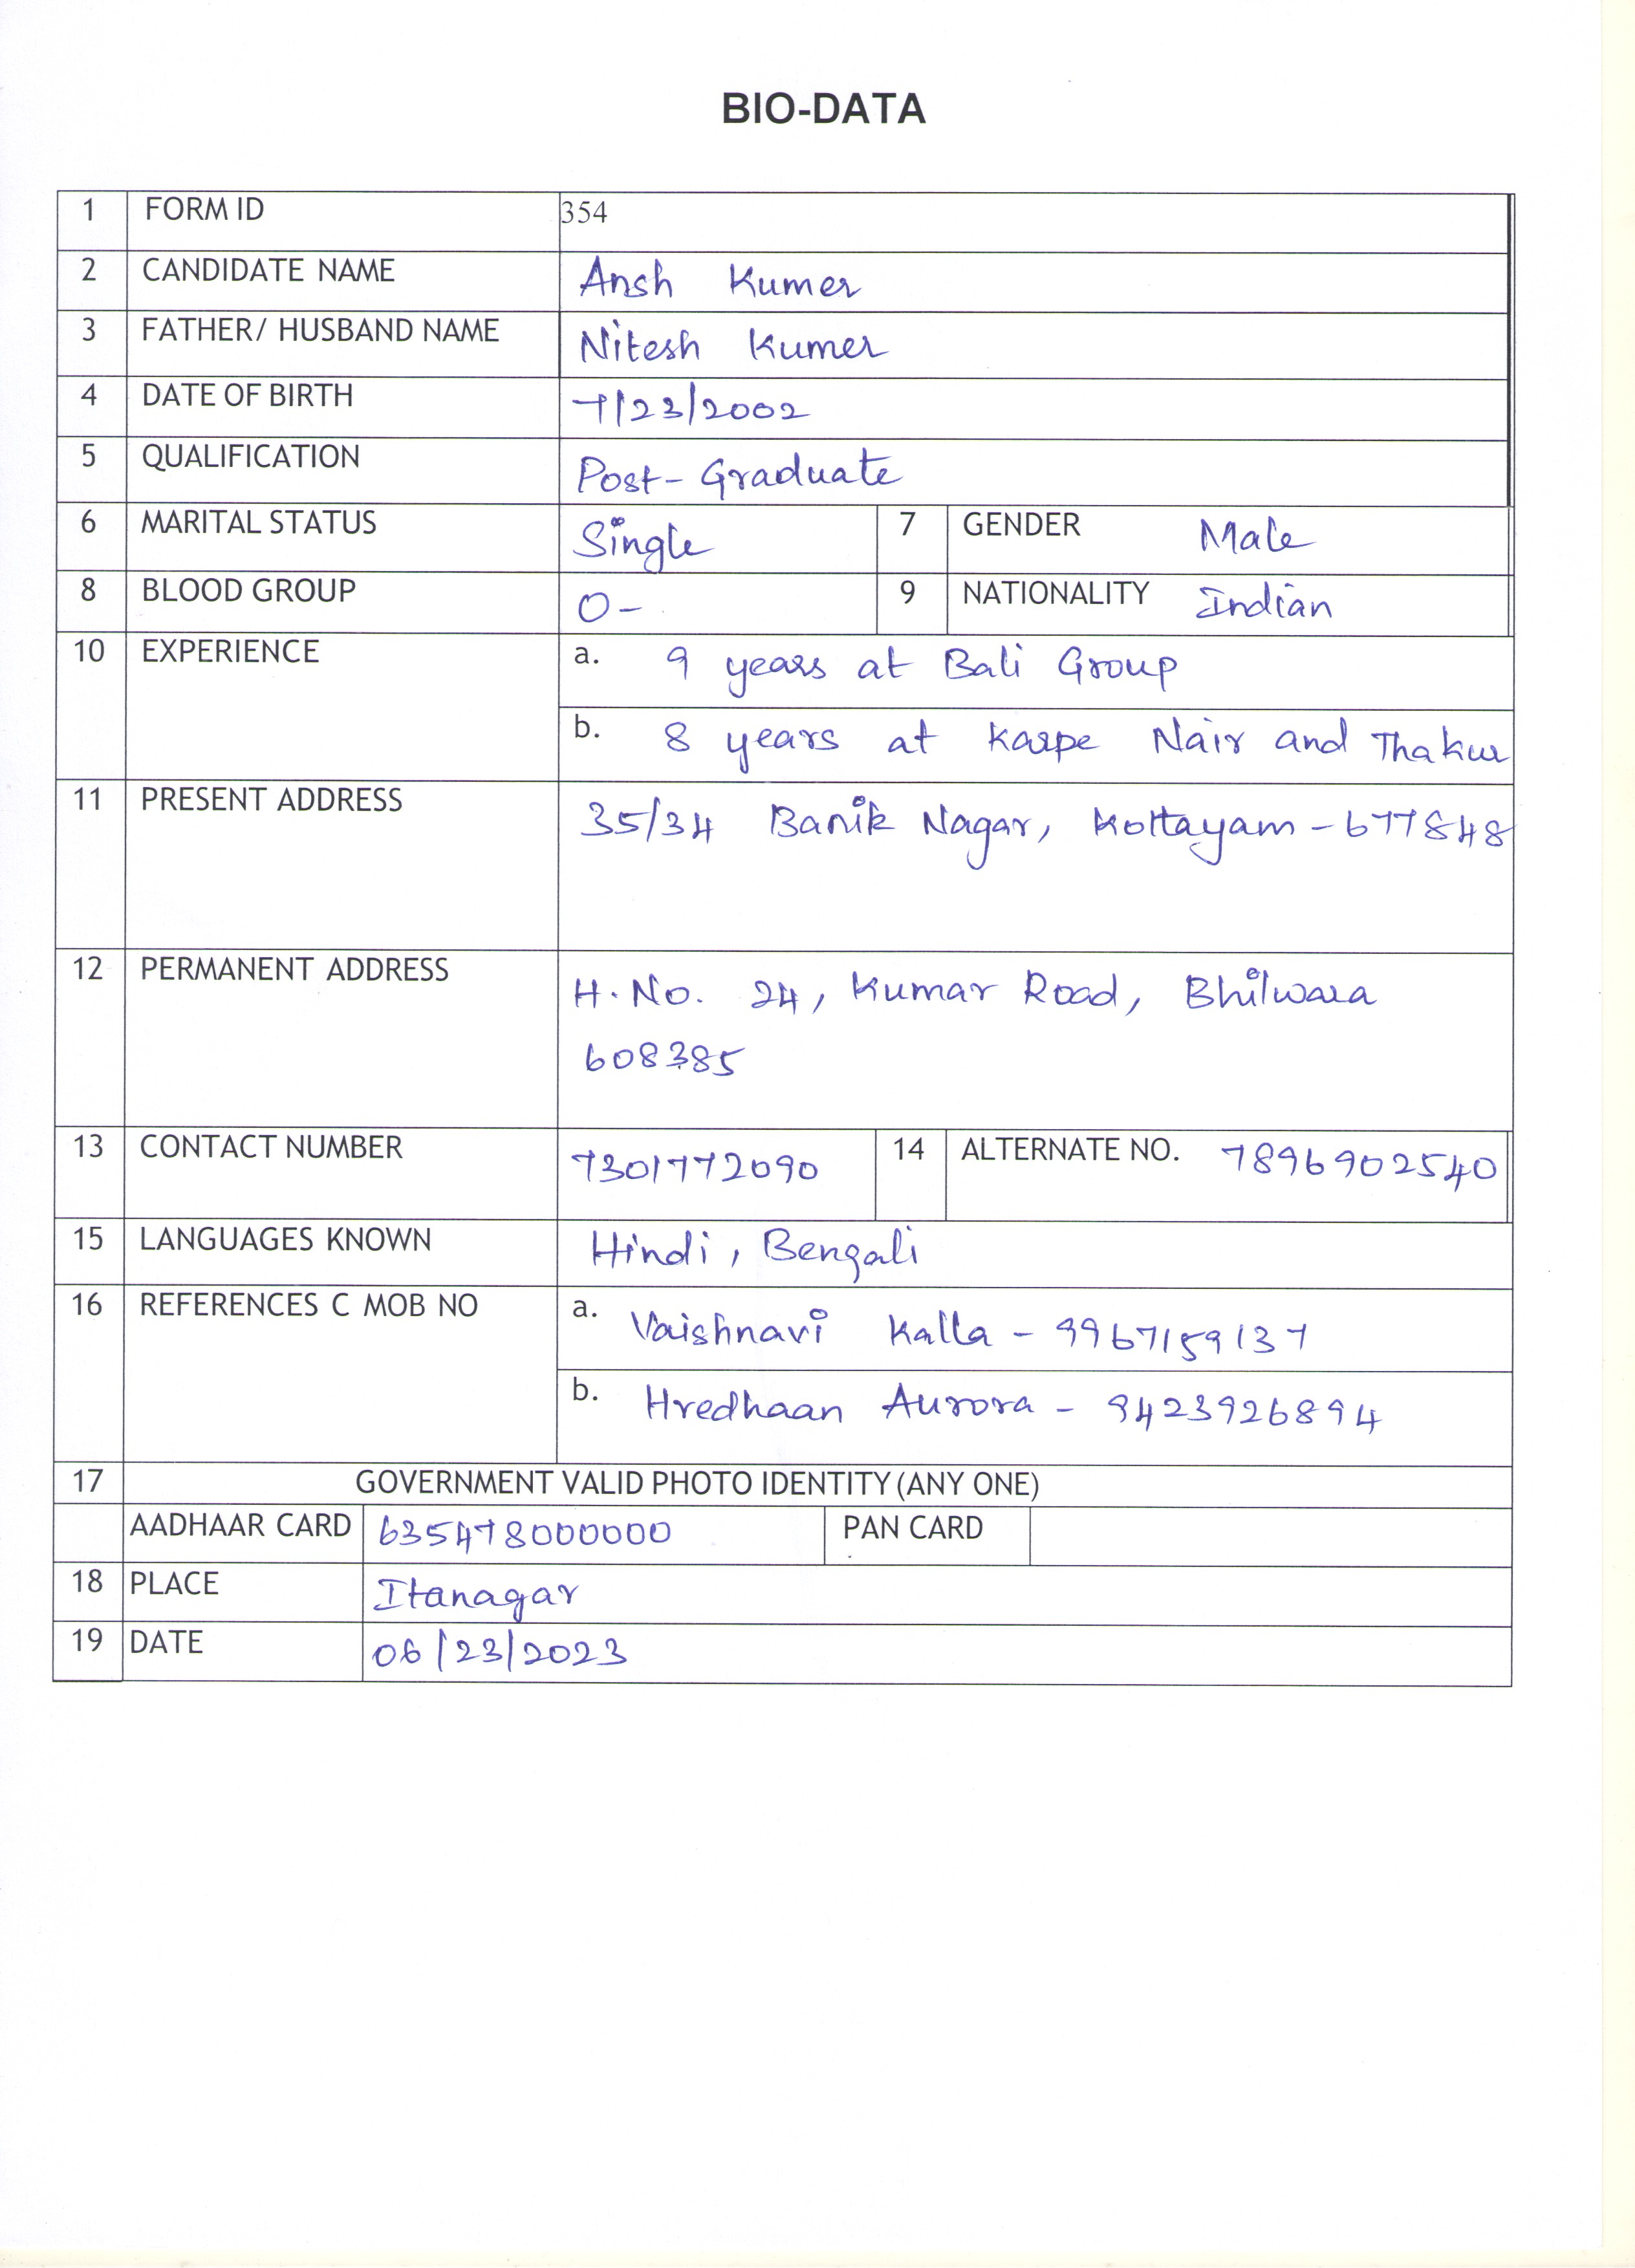 BIO-DATA
1 FORM ID 354
2 CANDIDATE NAME Ansh Kumer
3 FATHER/ HUSBAND NAME Nitesh Kumer
4 DATE OF BIRTH 7/23/2002
5 QUALIFICATION Post-Graduate
6 MARITAL STATUS Single 7 GENDER Male
8 BLOOD GROUP O- 9 NATIONALITY Indian
10 EXPERIENCE a. 9 years at Bali Group
b. 8 years at Karpe Nair and Thakur
11 PRESENT ADDRESS 35/34 Banik Nagar, Kottayam - 677848
12 PERMANENT ADDRESS H.No. 24, Kumar Road, Bhilwara
608385
13 CONTACT NUMBER 7301772090 14 ALTERNATE NO. 7896902540
15 LANGUAGES KNOWN Hindi, Bengali
16 REFERENCES C MOB NO a. Vaishnavi Kalla - 9967159137
b. Hredhaan Aurora - 9423926894
17 GOVERNMENT VALID PHOTO IDENTITY (ANY ONE)
AADHAAR CARD 635478000000 PAN CARD
18 PLACE Itanagar
19 DATE 06/23/2023